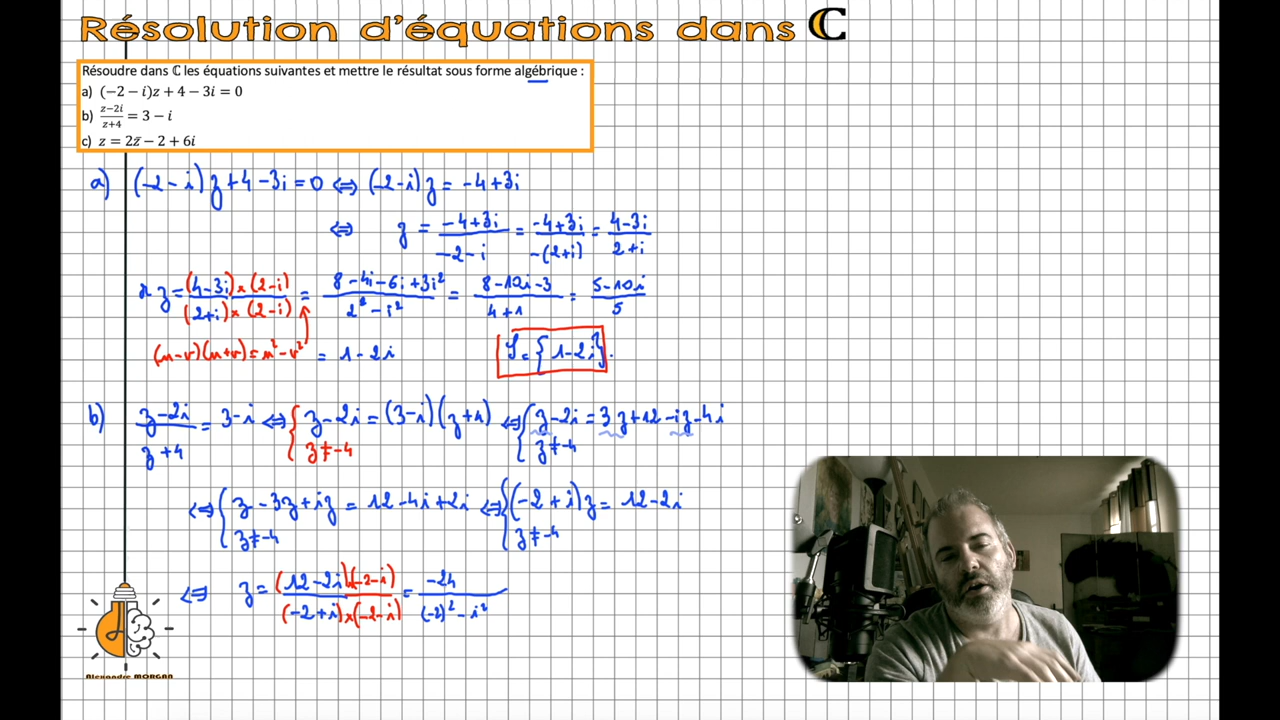 Résolution d'équations dans ℂ
Résoudre dans ℂ les équations suivantes et mettre le résultat sous forme algébrique :
a) (−2 − i)z + 4 − 3i = 0
b) (z−2i)/(z+4) = 3 − i
c) z = 2z̄ − 2 + 6i
a) (-2-i)z+4-3i=0 ⇔ (-2-i)z = -4+3i
⇔ z = (-4+3i)/(-2-i) = (-4+3i)/(-(2+i)) = (4-3i)/(2+i)
z = ((4-3i)×(2-i))/((2+i)×(2-i)) = (8-4i-6i+3i²)/(2²-i²) = (8-10i-3)/(4+1) = (5-10i)/5
(u-v)(u+v)=u²-v² = 1-2i S={1-2i}.
b) (z-2i)/(z+4) = 3-i ⇔ { z-2i = (3-i)(z+4) ⇔ { z-2i = 3z+12-iz-4i
z≠-4 z≠-4
⇔ { z-3z+iz = 12-4i+2i ⇔ { (-2+i)z = 12-2i
z≠-4 z≠-4
⇔ z = ((12-2i)×(-2-i))/((-2+i)×(-2-i)) = -24/((-2)²-i²)
Alexandre MORGAN